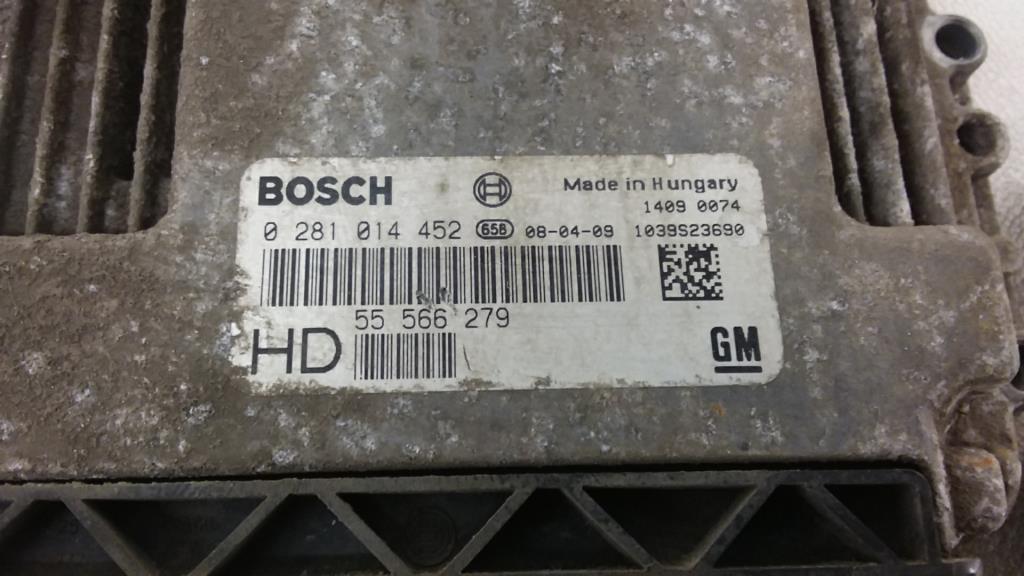 BOSCH Made in Hungary
1409 0074
0 281 014 452 658 08-04-09 1039S23690
55 566 279
HD GM